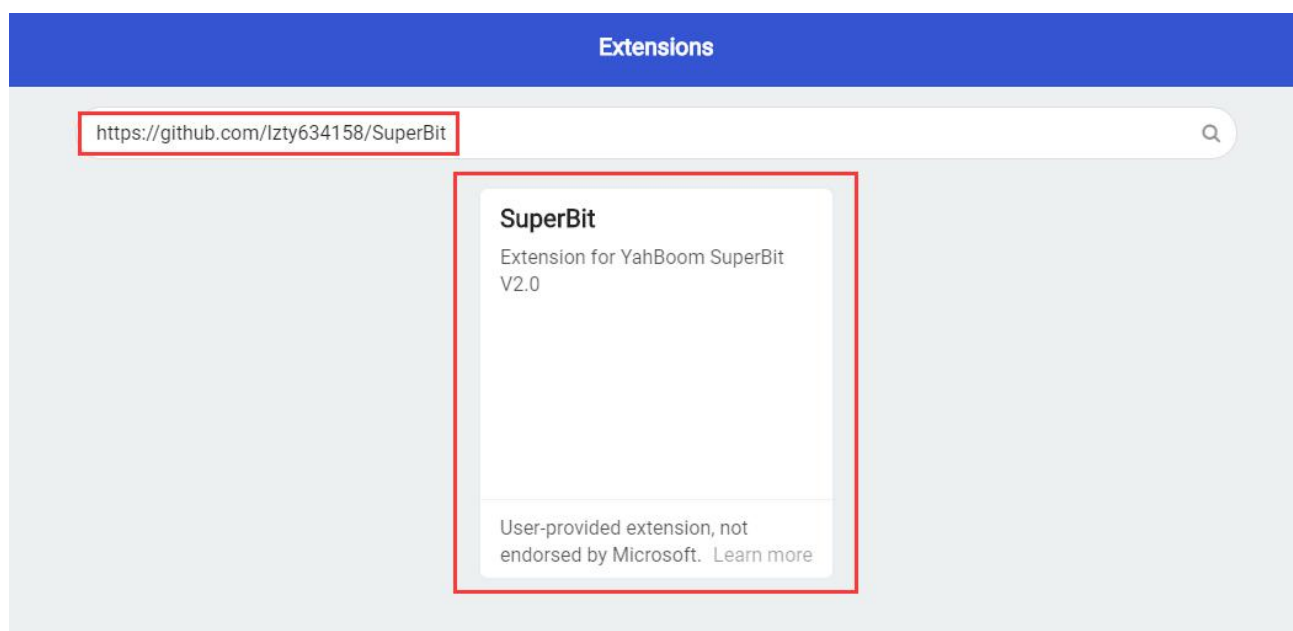 Extensions
https://github.com/lzty634158/SuperBit
SuperBit
Extension for YahBoom SuperBit
V2.0
User-provided extension, not
endorsed by Microsoft. Learn more